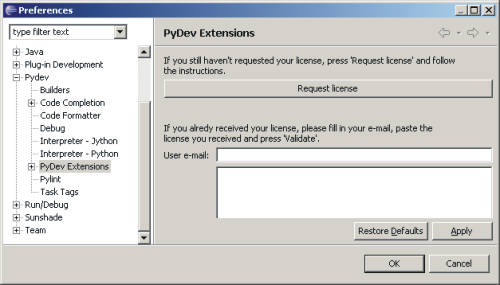 Preferences
type filter text
Java
Plug-in Development
Pydev
Builders
Code Completion
Code Formatter
Debug
Interpreter - Jython
Interpreter - Python
PyDev Extensions
Pylint
Task Tags
Run/Debug
Sunshade
Team
PyDev Extensions
If you still haven't requested your license, press 'Request license' and follow
the instructions.
Request license
If you alredy received your license, please fill in your e-mail, paste the
license you received and press 'Validate'.
User e-mail:
Restore Defaults
Apply
OK
Cancel